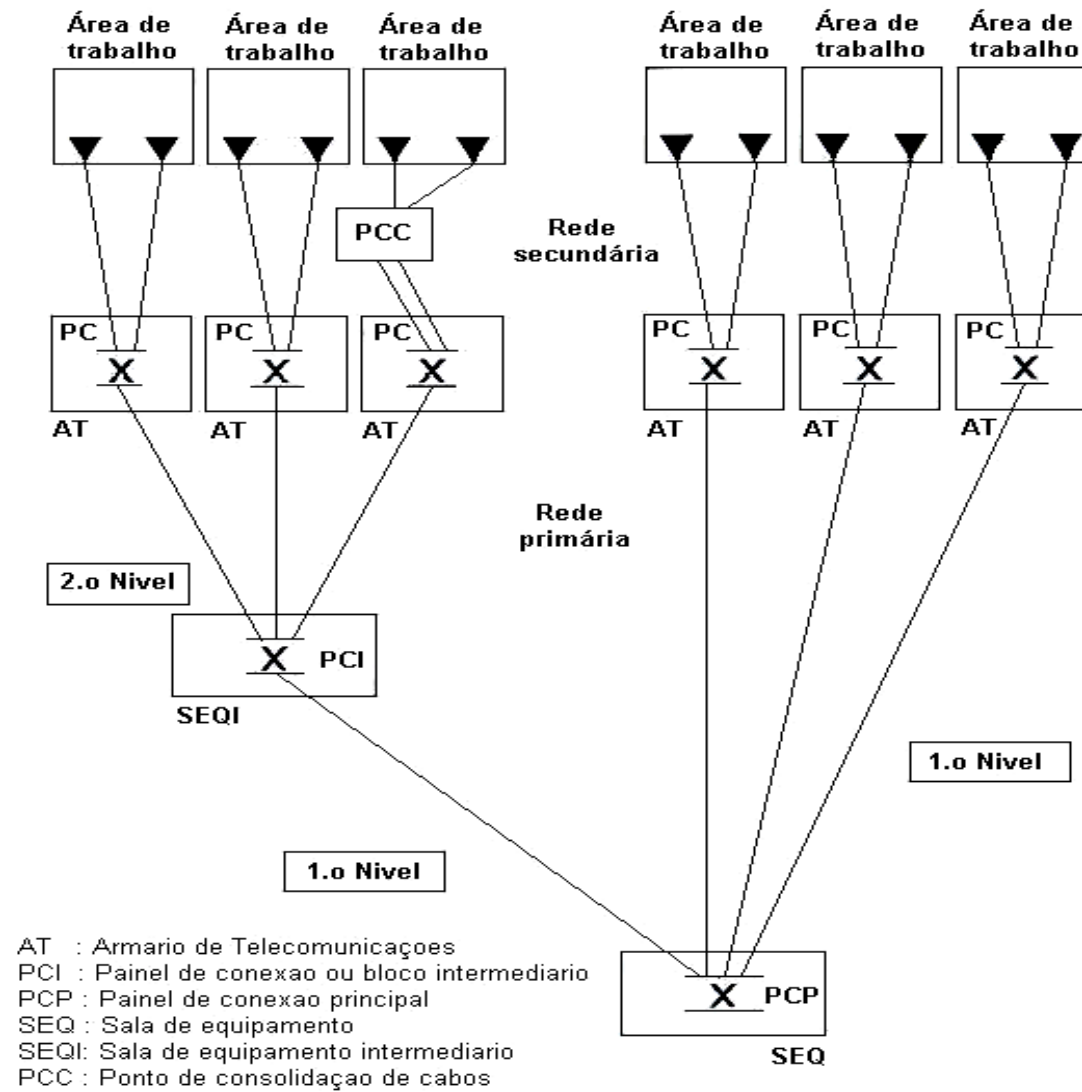 Área de
trabalho
Área de
trabalho
Área de
trabalho
Área de
trabalho
Área de
trabalho
Área de
trabalho
PCC
Rede
secundária
PC
X
PC
X
PC
X
PC
X
PC
X
PC
X
AT
AT
AT
AT
AT
AT
Rede
primária
2.o Nivel
X PCI
SEQI
1.o Nivel
1.o Nivel
X PCP
SEQ
AT : Armario de Telecomunicaçoes
PCI : Painel de conexao ou bloco intermediario
PCP : Painel de conexao principal
SEQ : Sala de equipamento
SEQI: Sala de equipamento intermediario
PCC : Ponto de consolidaçao de cabos